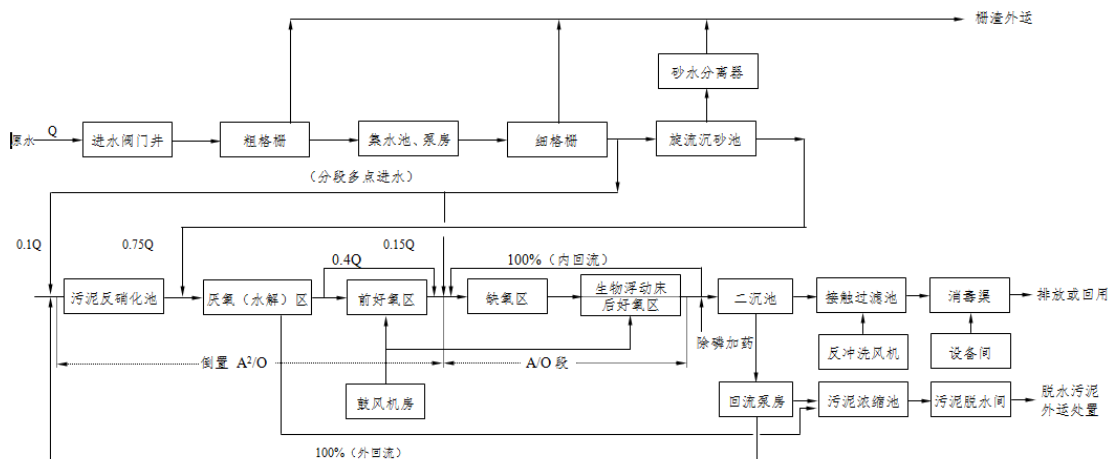 栅渣外运
砂水分离器
原水
Q
进水阀门井
粗格栅
集水池、泵房
细格栅
旋流沉砂池
（分段多点进水）
0.1Q
0.75Q
0.15Q
0.4Q
100%（内回流）
污泥反硝化池
厌氧（水解）区
前好氧区
缺氧区
生物浮动床
后好氧区
二沉池
接触过滤池
消毒渠
排放或回用
除磷加药
反冲洗风机
设备间
倒置 A²/O
A/O 段
鼓风机房
回流泵房
污泥浓缩池
污泥脱水间
脱水污泥
外运处置
100%（外回流）